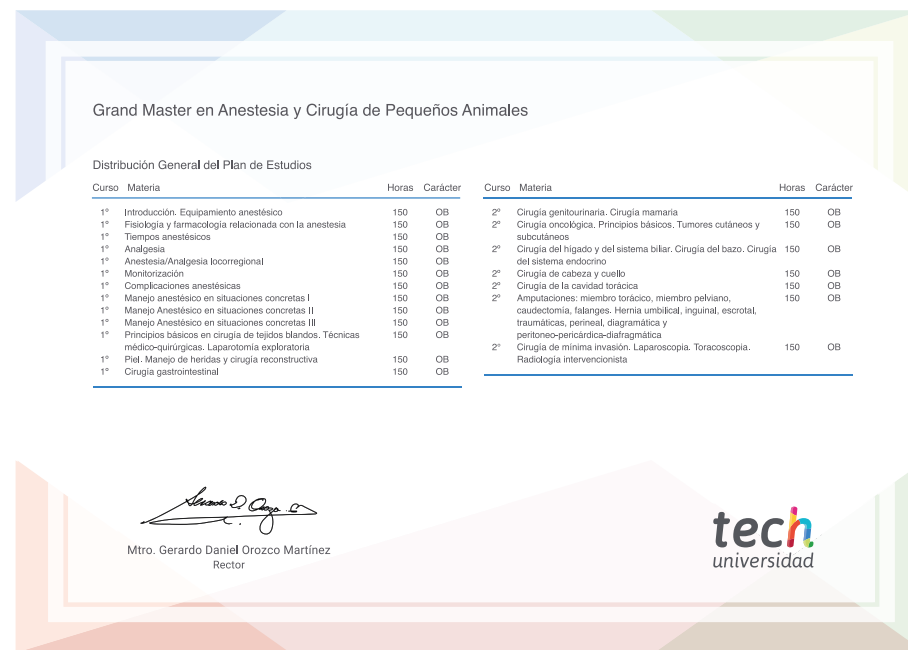 Grand Master en Anestesia y Cirugía de Pequeños Animales
Distribución General del Plan de Estudios
Curso Materia Horas Carácter
1º Introducción. Equipamiento anestésico 150 OB
1º Fisiología y farmacología relacionada con la anestesia 150 OB
1º Tiempos anestésicos 150 OB
1º Analgesia 150 OB
1º Anestesia/Analgesia locorregional 150 OB
1º Monitorización 150 OB
1º Complicaciones anestésicas 150 OB
1º Manejo anestésico en situaciones concretas I 150 OB
1º Manejo Anestésico en situaciones concretas II 150 OB
1º Manejo Anestésico en situaciones concretas III 150 OB
1º Principios básicos en cirugía de tejidos blandos. Técnicas 150 OB
médico-quirúrgicas. Laparotomía exploratoria
1º Piel. Manejo de heridas y cirugía reconstructiva 150 OB
1º Cirugía gastrointestinal 150 OB
Curso Materia Horas Carácter
2º Cirugía genitourinaria. Cirugía mamaria 150 OB
2º Cirugía oncológica. Principios básicos. Tumores cutáneos y 150 OB
subcutáneos
2º Cirugía del hígado y del sistema biliar. Cirugía del bazo. Cirugía 150 OB
del sistema endocrino
2º Cirugía de cabeza y cuello 150 OB
2º Cirugía de la cavidad torácica 150 OB
2º Amputaciones: miembro torácico, miembro pelviano, 150 OB
caudectomía, falanges. Hernia umbilical, inguinal, escrotal,
traumáticas, perineal, diagramática y
peritoneo-pericárdica-diafragmática
2º Cirugía de mínima invasión. Laparoscopia. Toracoscopia. 150 OB
Radiología intervencionista
Mtro. Gerardo Daniel Orozco Martínez
Rector
tech
universidad